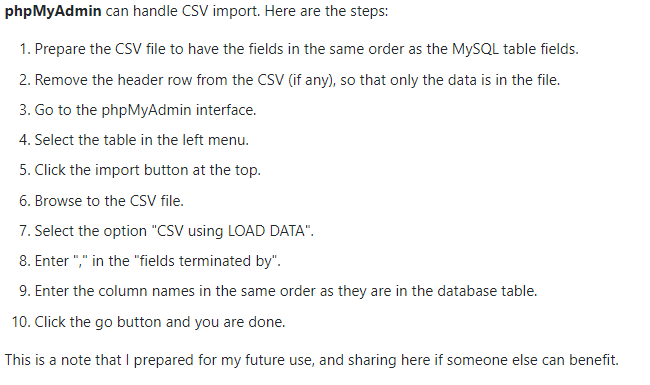 phpMyAdmin can handle CSV import. Here are the steps:
1. Prepare the CSV file to have the fields in the same order as the MySQL table fields.
2. Remove the header row from the CSV (if any), so that only the data is in the file.
3. Go to the phpMyAdmin interface.
4. Select the table in the left menu.
5. Click the import button at the top.
6. Browse to the CSV file.
7. Select the option "CSV using LOAD DATA".
8. Enter "," in the "fields terminated by".
9. Enter the column names in the same order as they are in the database table.
10. Click the go button and you are done.
This is a note that I prepared for my future use, and sharing here if someone else can benefit.